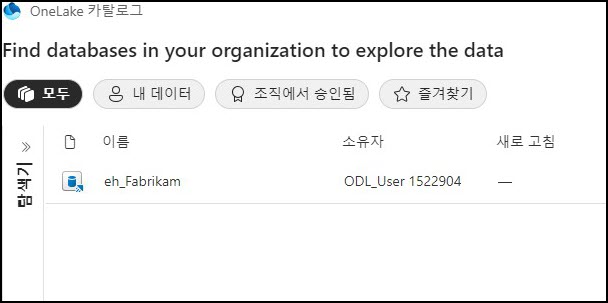 OneLake 카탈로그
Find databases in your organization to explore the data
모두 내 데이터 조직에서 승인됨 즐겨찾기
탐색기
이름 소유자 새로 고침
eh_Fabrikam ODL_User 1522904 —